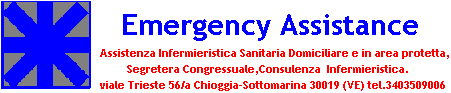 Emergency Assistance
Assistenza Infermieristica Sanitaria Domiciliare e in area protetta,
Segretera Congressuale,Consulenza Infermieristica.
viale Trieste 56/a Chioggia-Sottomarina 30019 (VE) tel.3403509006